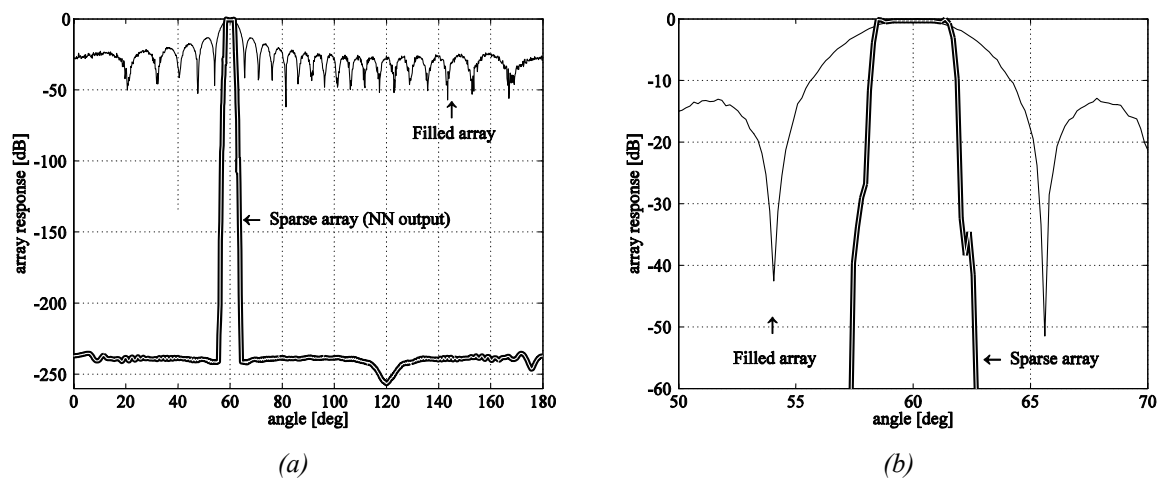 0
-50
-100
-150
-200
-250
array response [dB]
0 20 40 60 80 100 120 140 160 180
angle [deg]
↑
Filled array
← Sparse array (NN output)
(a)
0
-10
-20
-30
-40
-50
-60
array response [dB]
50 55 60 65 70
angle [deg]
↑
Filled array
← Sparse array
(b)